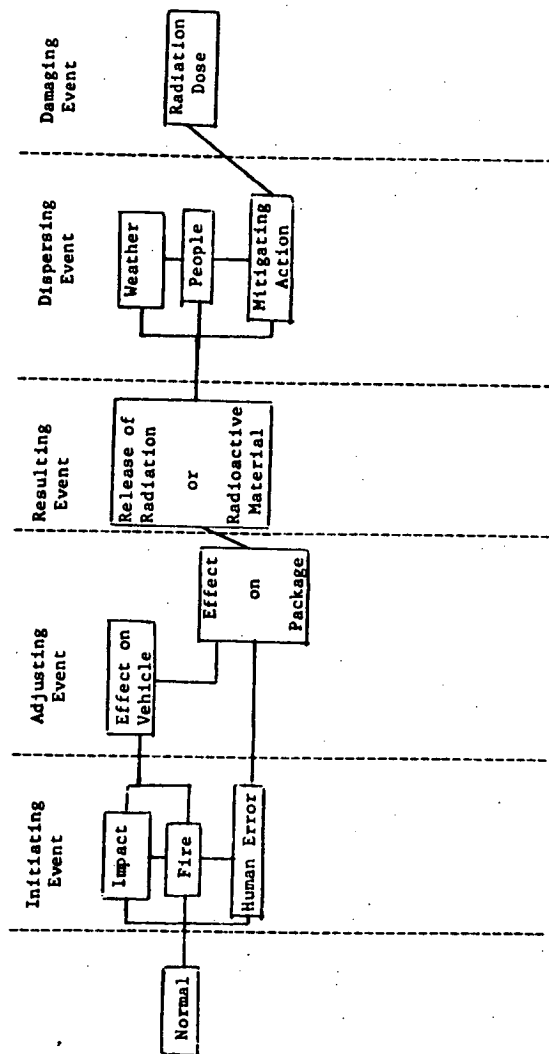 Initiating
Event
Adjusting
Event
Resulting
Event
Dispersing
Event
Damaging
Event
Normal
Impact
Fire
Human Error
Effect on
Vehicle
Effect
on
Package
Release of
Radiation
or
Radioactive
Material
Weather
People
Mitigating
Action
Radiation
Dose